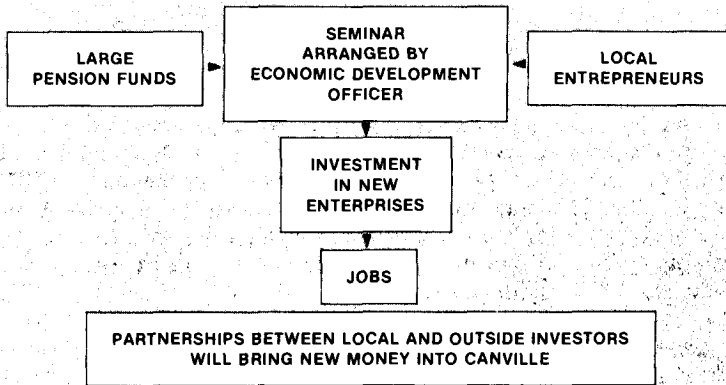 LARGE
PENSION FUNDS
SEMINAR
ARRANGED BY
ECONOMIC DEVELOPMENT
OFFICER
LOCAL
ENTREPRENEURS
INVESTMENT
IN NEW
ENTERPRISES
JOBS
PARTNERSHIPS BETWEEN LOCAL AND OUTSIDE INVESTORS
WILL BRING NEW MONEY INTO CANVILLE